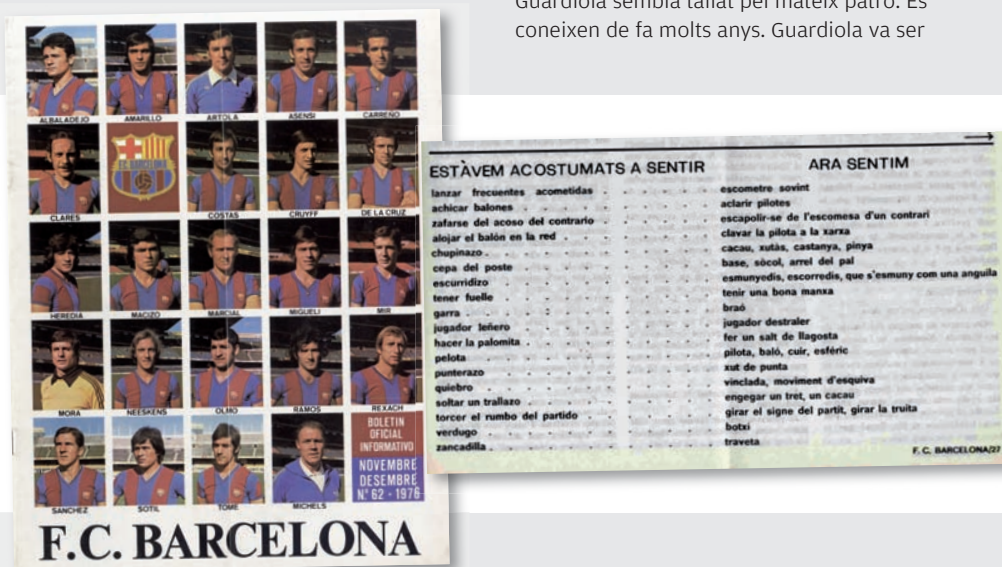 Guardiola sembla tallat pel mateix patró. Es
coneixen de fa molts anys. Guardiola va ser
ALBALADEJO AMARILLO ARTOLA ASENSI CARREÑO
CLARES COSTAS CRUYFF DE LA CRUZ
HEREDIA MACIZO MARCIAL MIGUELI MIR
MORA NEESKENS OLMO RAMOS REXACH
SANCHEZ SOTIL TOME MICHELS
F.C. BARCELONA
BOLETIN
OFICIAL
INFORMATIVO
NOVEMBRE
DESEMBRE
N.º 62 - 1976
F.C. BARCELONA
ESTÀVEM ACOSTUMATS A SENTIR ARA SENTIM
lanzar frecuentes acometidas . . . . . . escometre sovint
achicar balones . . . . . . aclarir pilotes
zafarse del acoso del contrario . . . . . . escapolir-se de l'escomesa d'un contrari
alojar el balón en la red . . . . . . clavar la pilota a la xarxa
chupinazo . . . . . . cacau, xutàs, castanya, pinya
cepa del poste . . . . . . base, sòcol, arrel del pal
escurridizo . . . . . . esmunyedís, escorredís, que s'esmuny com una anguila
tener fuelle . . . . . . tenir una bona manxa
garra . . . . . . braó
jugador leñero . . . . . . jugador destraler
hacer la palomita . . . . . . fer un salt de llagosta
pelota . . . . . . pilota, baló, cuir, esfèric
punterazo . . . . . . xut de punta
quiebro . . . . . . vinclada, moviment d'esquiva
soltar un trallazo . . . . . . engegar un tret, un cacau
torcer el rumbo del partido . . . . . . girar el signe del partit, girar la truita
verdugo . . . . . . botxí
zancadilla . . . . . . traveta
F. C. BARCELONA/27